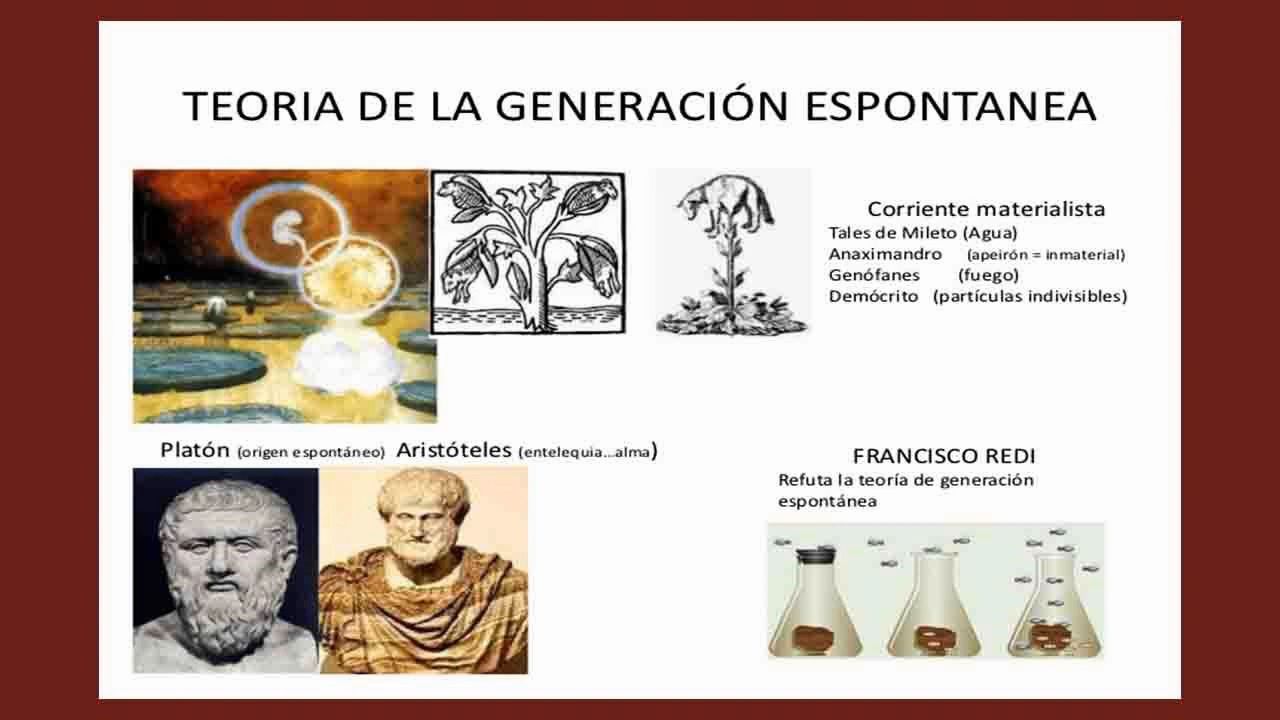 TEORIA DE LA GENERACIÓN ESPONTANEA
Corriente materialista
Tales de Mileto (Agua)
Anaximandro (apeirón = inmaterial)
Genófanes (fuego)
Demócrito (partículas indivisibles)
Platón (origen espontáneo) Aristóteles (entelequia...alma)
FRANCISCO REDI
Refuta la teoría de generación
espontánea